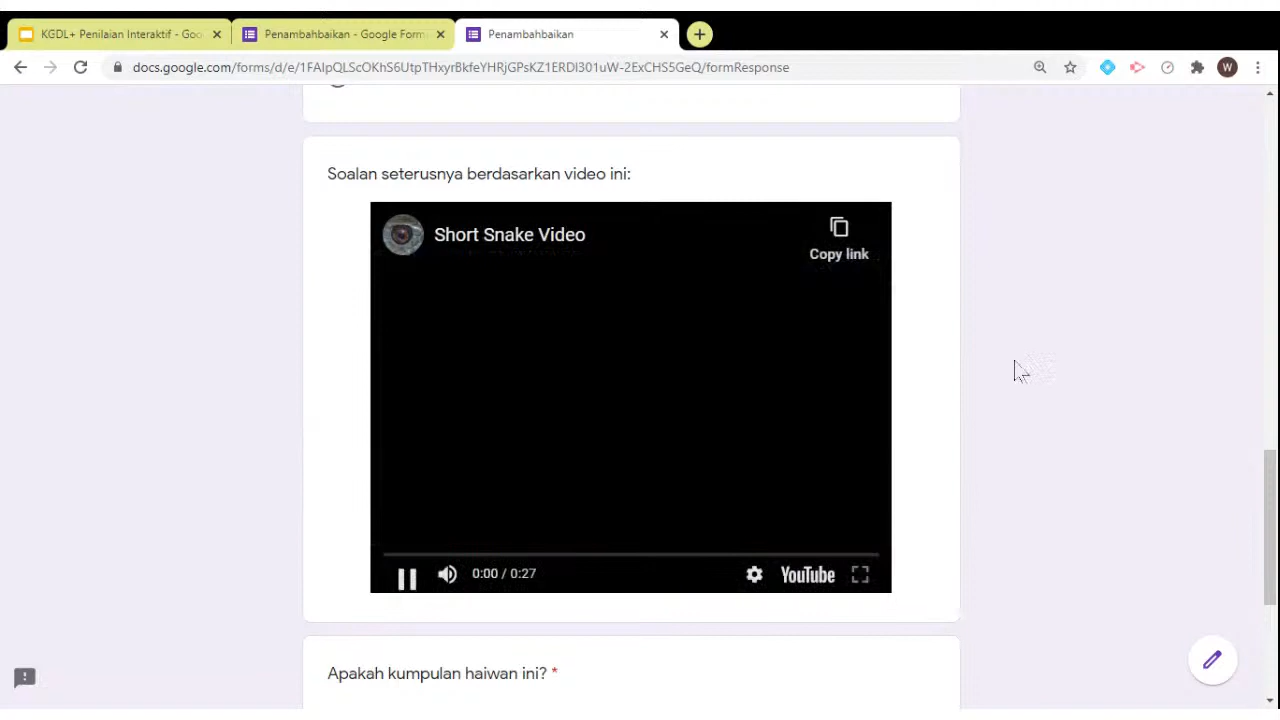 KGDL+ Penilaian Interaktif - Goo
Penambahbaikan - Google Form
Penambahbaikan
docs.google.com/forms/d/e/1FAIpQLScOKhS6UtpTHxyrBkfeYHRjGPsKZ1ERDI301uW-2ExCHS5GeQ/formResponse
W
Soalan seterusnya berdasarkan video ini:
Short Snake Video
Copy link
0:00 / 0:27
YouTube
Apakah kumpulan haiwan ini? *